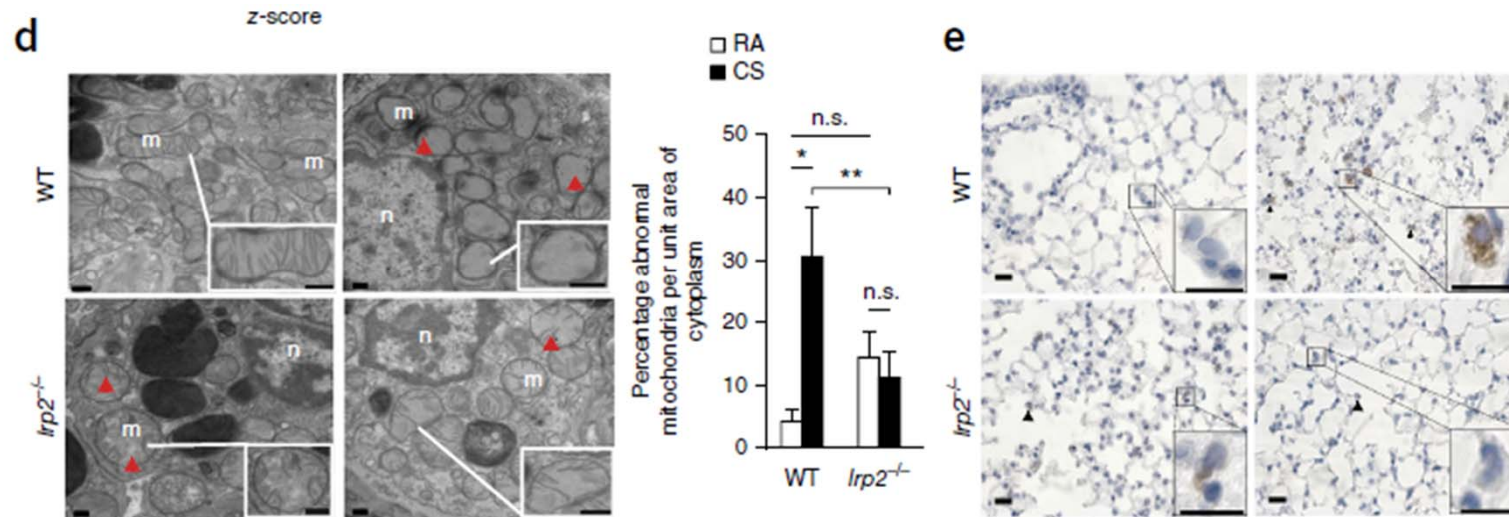 z-score
d
RA
CS
e
WT
m
m
m
n
Irp2–/–
n
m
n
m
Percentage abnormal
mitochondria per unit area of
cytoplasm
50
40
30
20
10
0
n.s.
*
**
n.s.
WT
Irp2–/–
WT
Irp2–/–